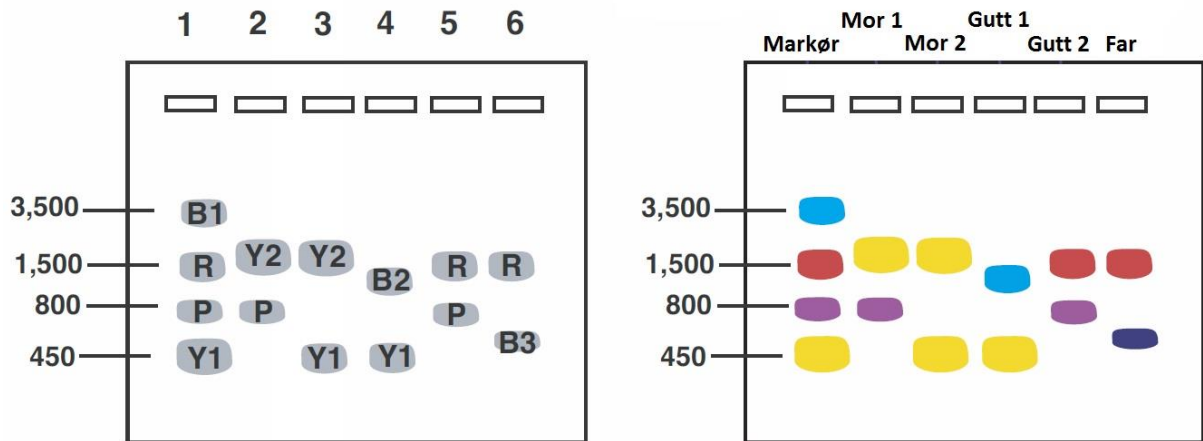 1 2 3 4 5 6
3,500
B1
Y2 Y2
1,500
R
B2
R R
800
P P
P
B3
450
Y1 Y1 Y1
Gutt 1
Mor 1
Markør Mor 2 Gutt 2 Far
3,500
1,500
800
450